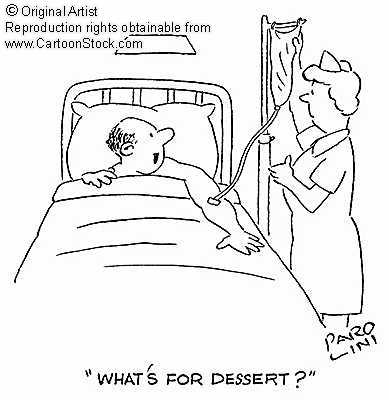 © Original Artist
Reproduction rights obtainable from
www.CartoonStock.com
PARO
LINI
"WHAT'S FOR DESSERT?"